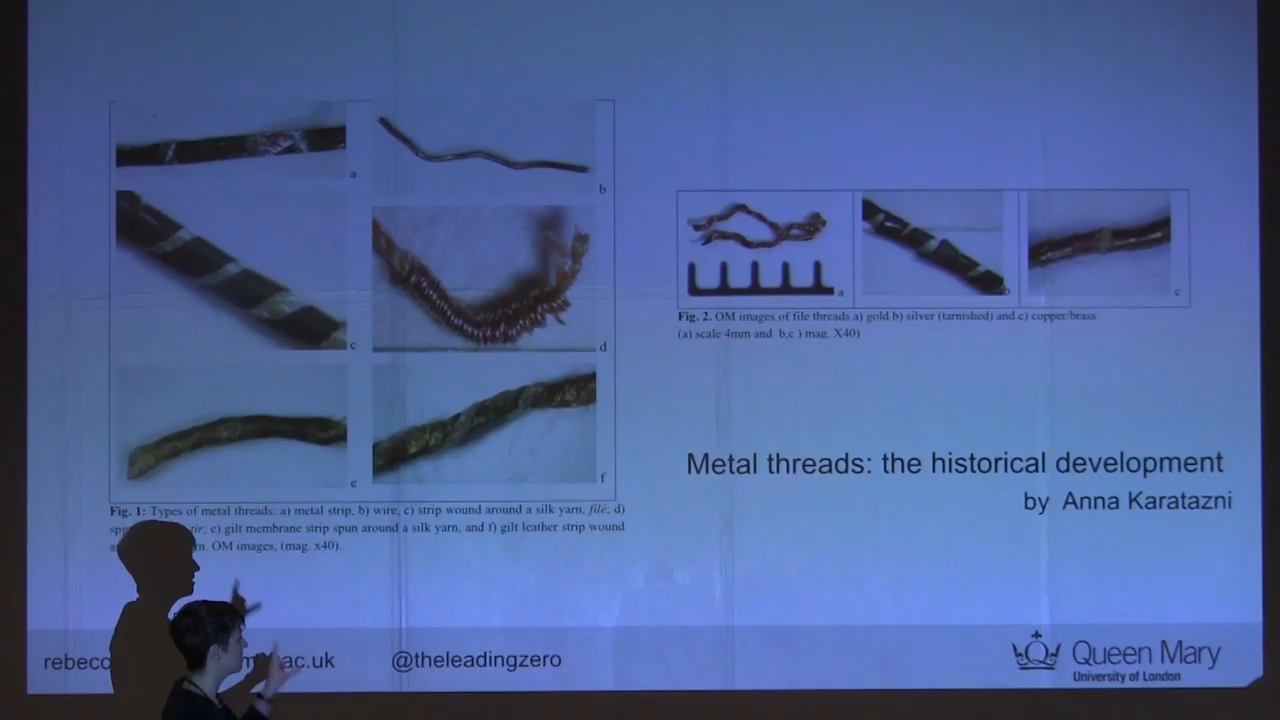 a
b
c
d
e
f
Fig. 1: Types of metal threads: a) metal strip, b) wire, c) strip wound around a silk yarn, filé; d)
e) gilt membrane strip spun around a silk yarn, and f) gilt leather strip wound
OM images, (mag. x40).
a
c
Fig. 2. OM images of file threads a) gold b) silver (tarnished) and c) copper/brass
(a) scale 4mm and b,c ) mag. X40)
Metal threads: the historical development
by Anna Karatazni
@theleadingzero
Queen Mary
University of London